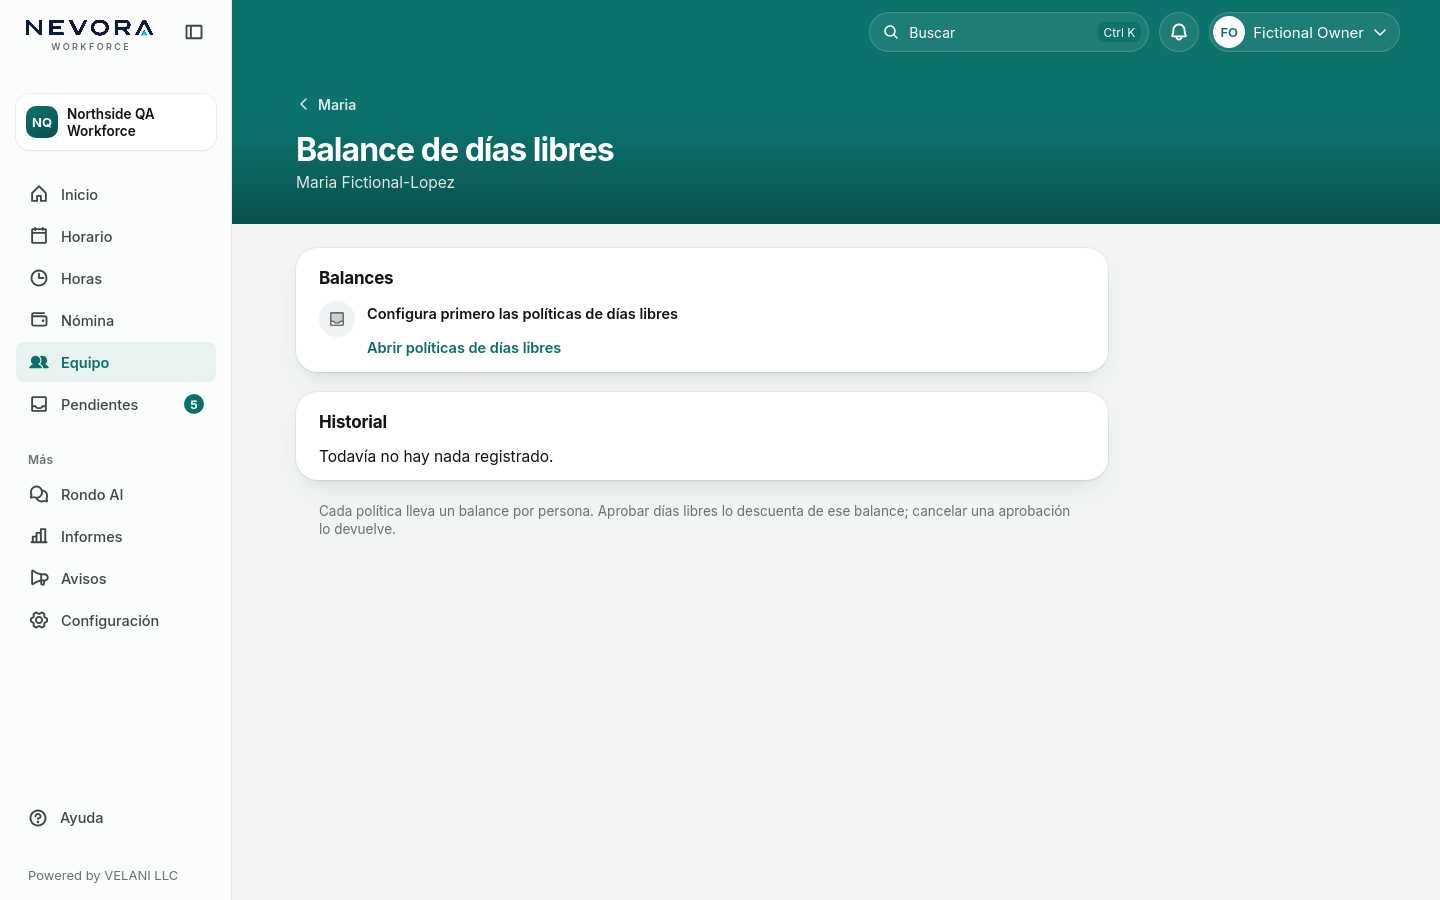 NEVORA
WORKFORCE
Buscar
Ctrl K
FO
Fictional Owner
NQ
Northside QA
Workforce
Maria
Balance de días libres
Maria Fictional-Lopez
Inicio
Horario
Horas
Nómina
Equipo
Pendientes
5
Más
Rondo AI
Informes
Avisos
Configuración
Balances
Configura primero las políticas de días libres
Abrir políticas de días libres
Historial
Todavía no hay nada registrado.
Cada política lleva un balance por persona. Aprobar días libres lo descuenta de ese balance; cancelar una aprobación
lo devuelve.
Ayuda
Powered by VELANI LLC